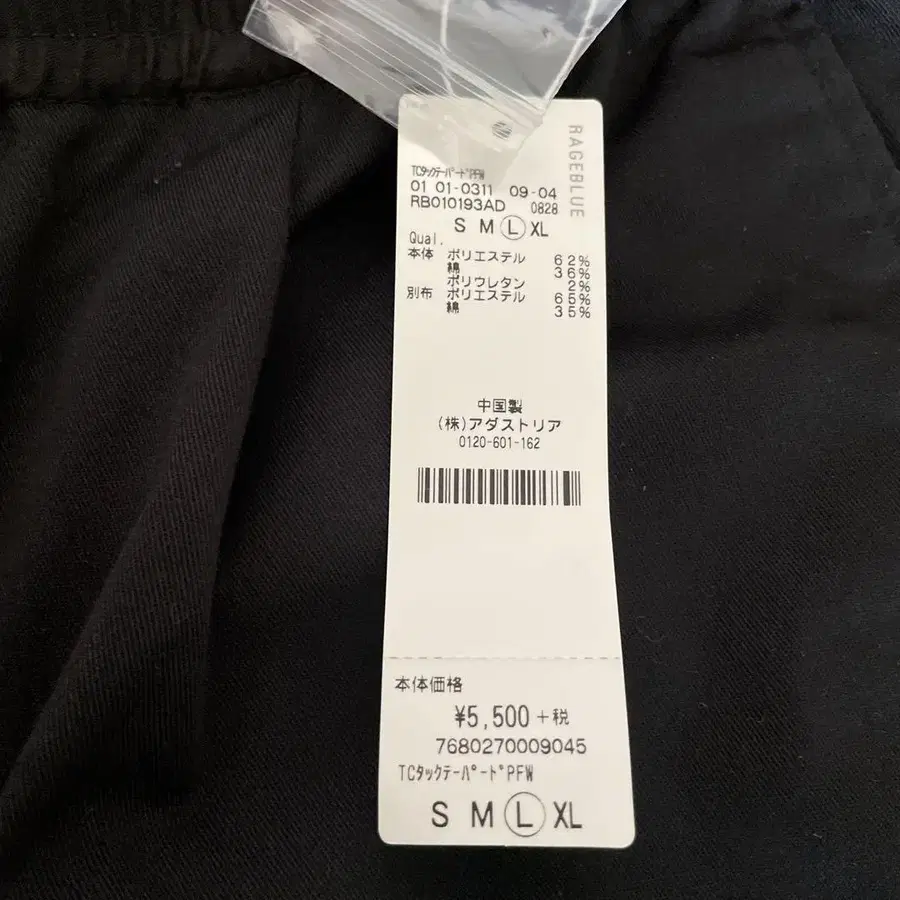 RAGEBLUE
TCタックテーパードPFW
01 01-0311 09-04
RB010193AD 0828
S M L XL
Qual.
本体 ポリエステル 62%
綿 36%
ポリウレタン 2%
別布 ポリエステル 65%
綿 35%
中国製
(株)アダストリア
0120-601-162
本体価格
¥5,500+税
7680270009045
TCタックテーパードPFW
S M L XL